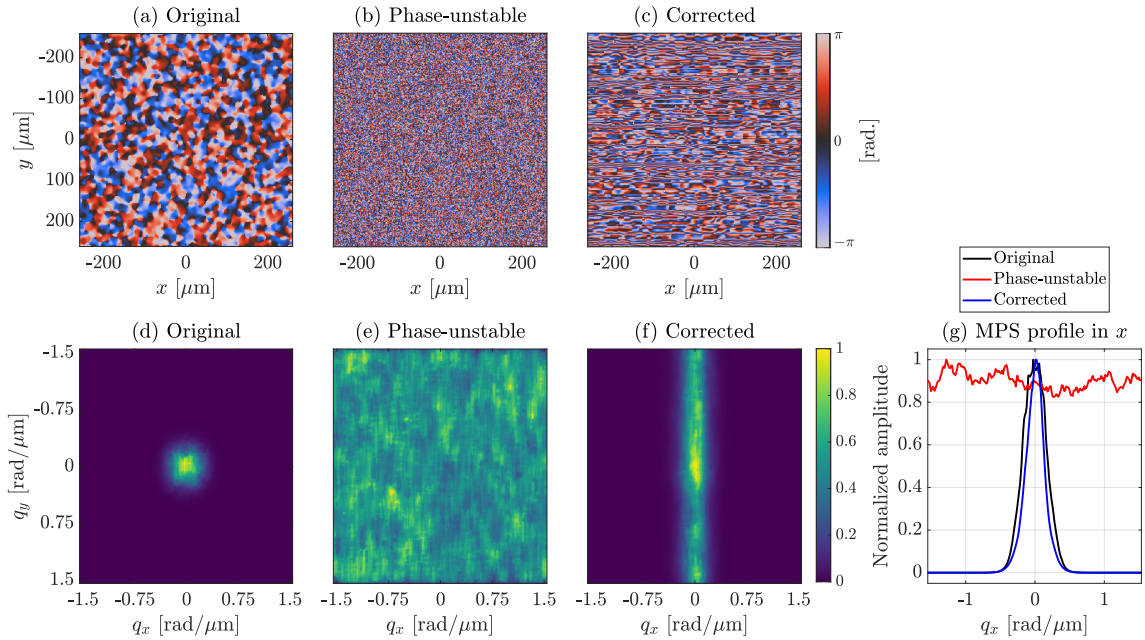 (a) Original
(b) Phase-unstable
(c) Corrected
-200
-100
0
100
200
y [μm]
-200 0 200
x [μm]
-200 0 200
x [μm]
-200 0 200
x [μm]
π
0
−π
[rad.]
Original
Phase-unstable
Corrected
(d) Original
(e) Phase-unstable
(f) Corrected
(g) MPS profile in x
-1.5
-0.75
0
0.75
1.5
q_y [rad/μm]
-1.5 -0.75 0 0.75 1.5
q_x [rad/μm]
-1.5 -0.75 0 0.75 1.5
q_x [rad/μm]
-1.5 -0.75 0 0.75 1.5
q_x [rad/μm]
1
0.8
0.6
0.4
0.2
0
Normalized amplitude
1
0.8
0.6
0.4
0.2
0
-1 0 1
q_x [rad/μm]